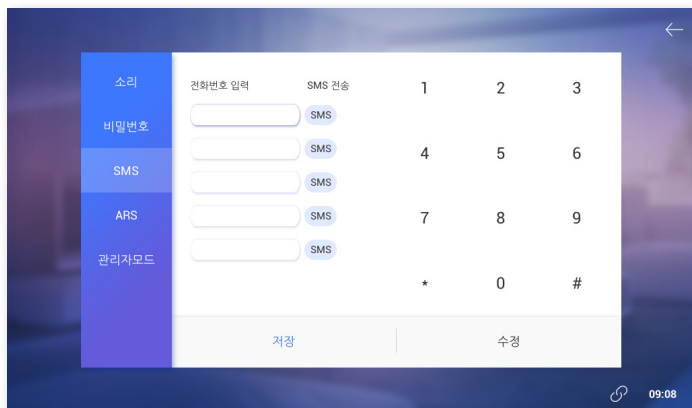 소리
비밀번호
SMS
ARS
관리자모드
전화번호 입력 SMS 전송
SMS
SMS
SMS
SMS
SMS
1 2 3
4 5 6
7 8 9
* 0 #
저장 수정
09:08